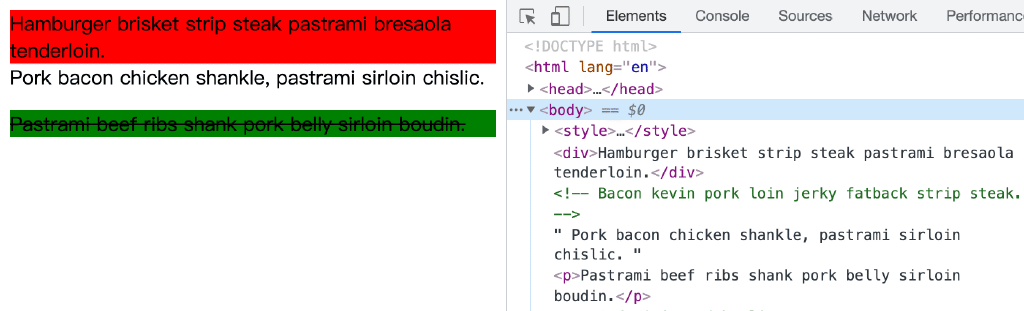 Hamburger brisket strip steak pastrami bresaola
tenderloin.
Pork bacon chicken shankle, pastrami sirloin chislic.
Pastrami beef ribs shank pork belly sirloin boudin.
Elements Console Sources Network Performanc
<!DOCTYPE html>
<html lang="en">
<head>…</head>
<body> == $0
<style>…</style>
<div>Hamburger brisket strip steak pastrami bresaola
tenderloin.</div>
<!-- Bacon kevin pork loin jerky fatback strip steak.
-->
" Pork bacon chicken shankle, pastrami sirloin
chislic. "
<p>Pastrami beef ribs shank pork belly sirloin
boudin.</p>